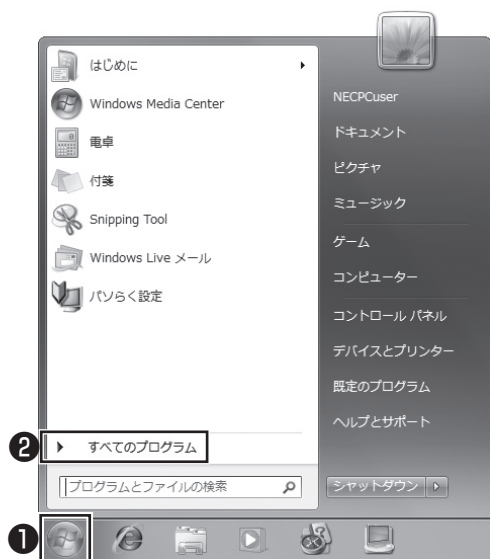 はじめに
Windows Media Center
電卓
付箋
Snipping Tool
Windows Live メール
パソらく設定
❷
すべてのプログラム
プログラムとファイルの検索
❶
NECPCuser
ドキュメント
ピクチャ
ミュージック
ゲーム
コンピューター
コントロール パネル
デバイスとプリンター
既定のプログラム
ヘルプとサポート
シャットダウン